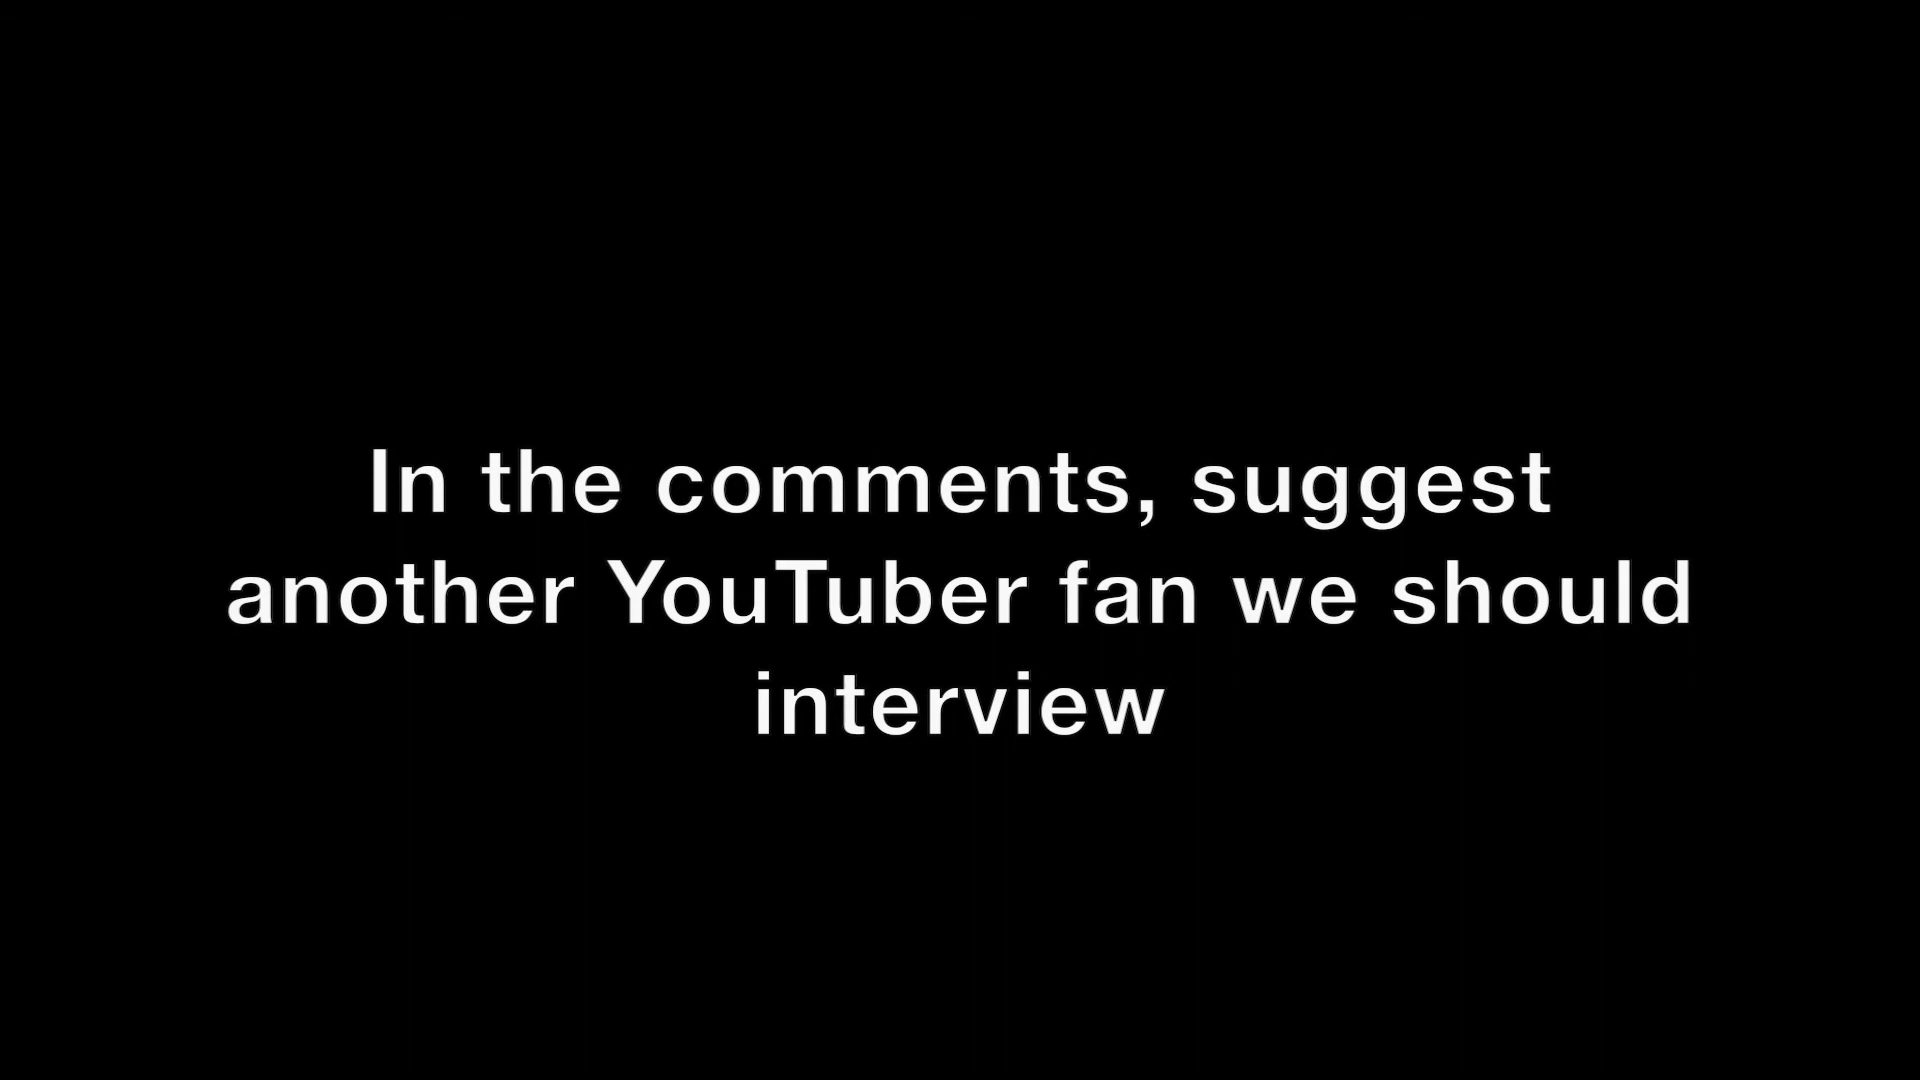 In the comments, suggest
another YouTuber fan we should
interview